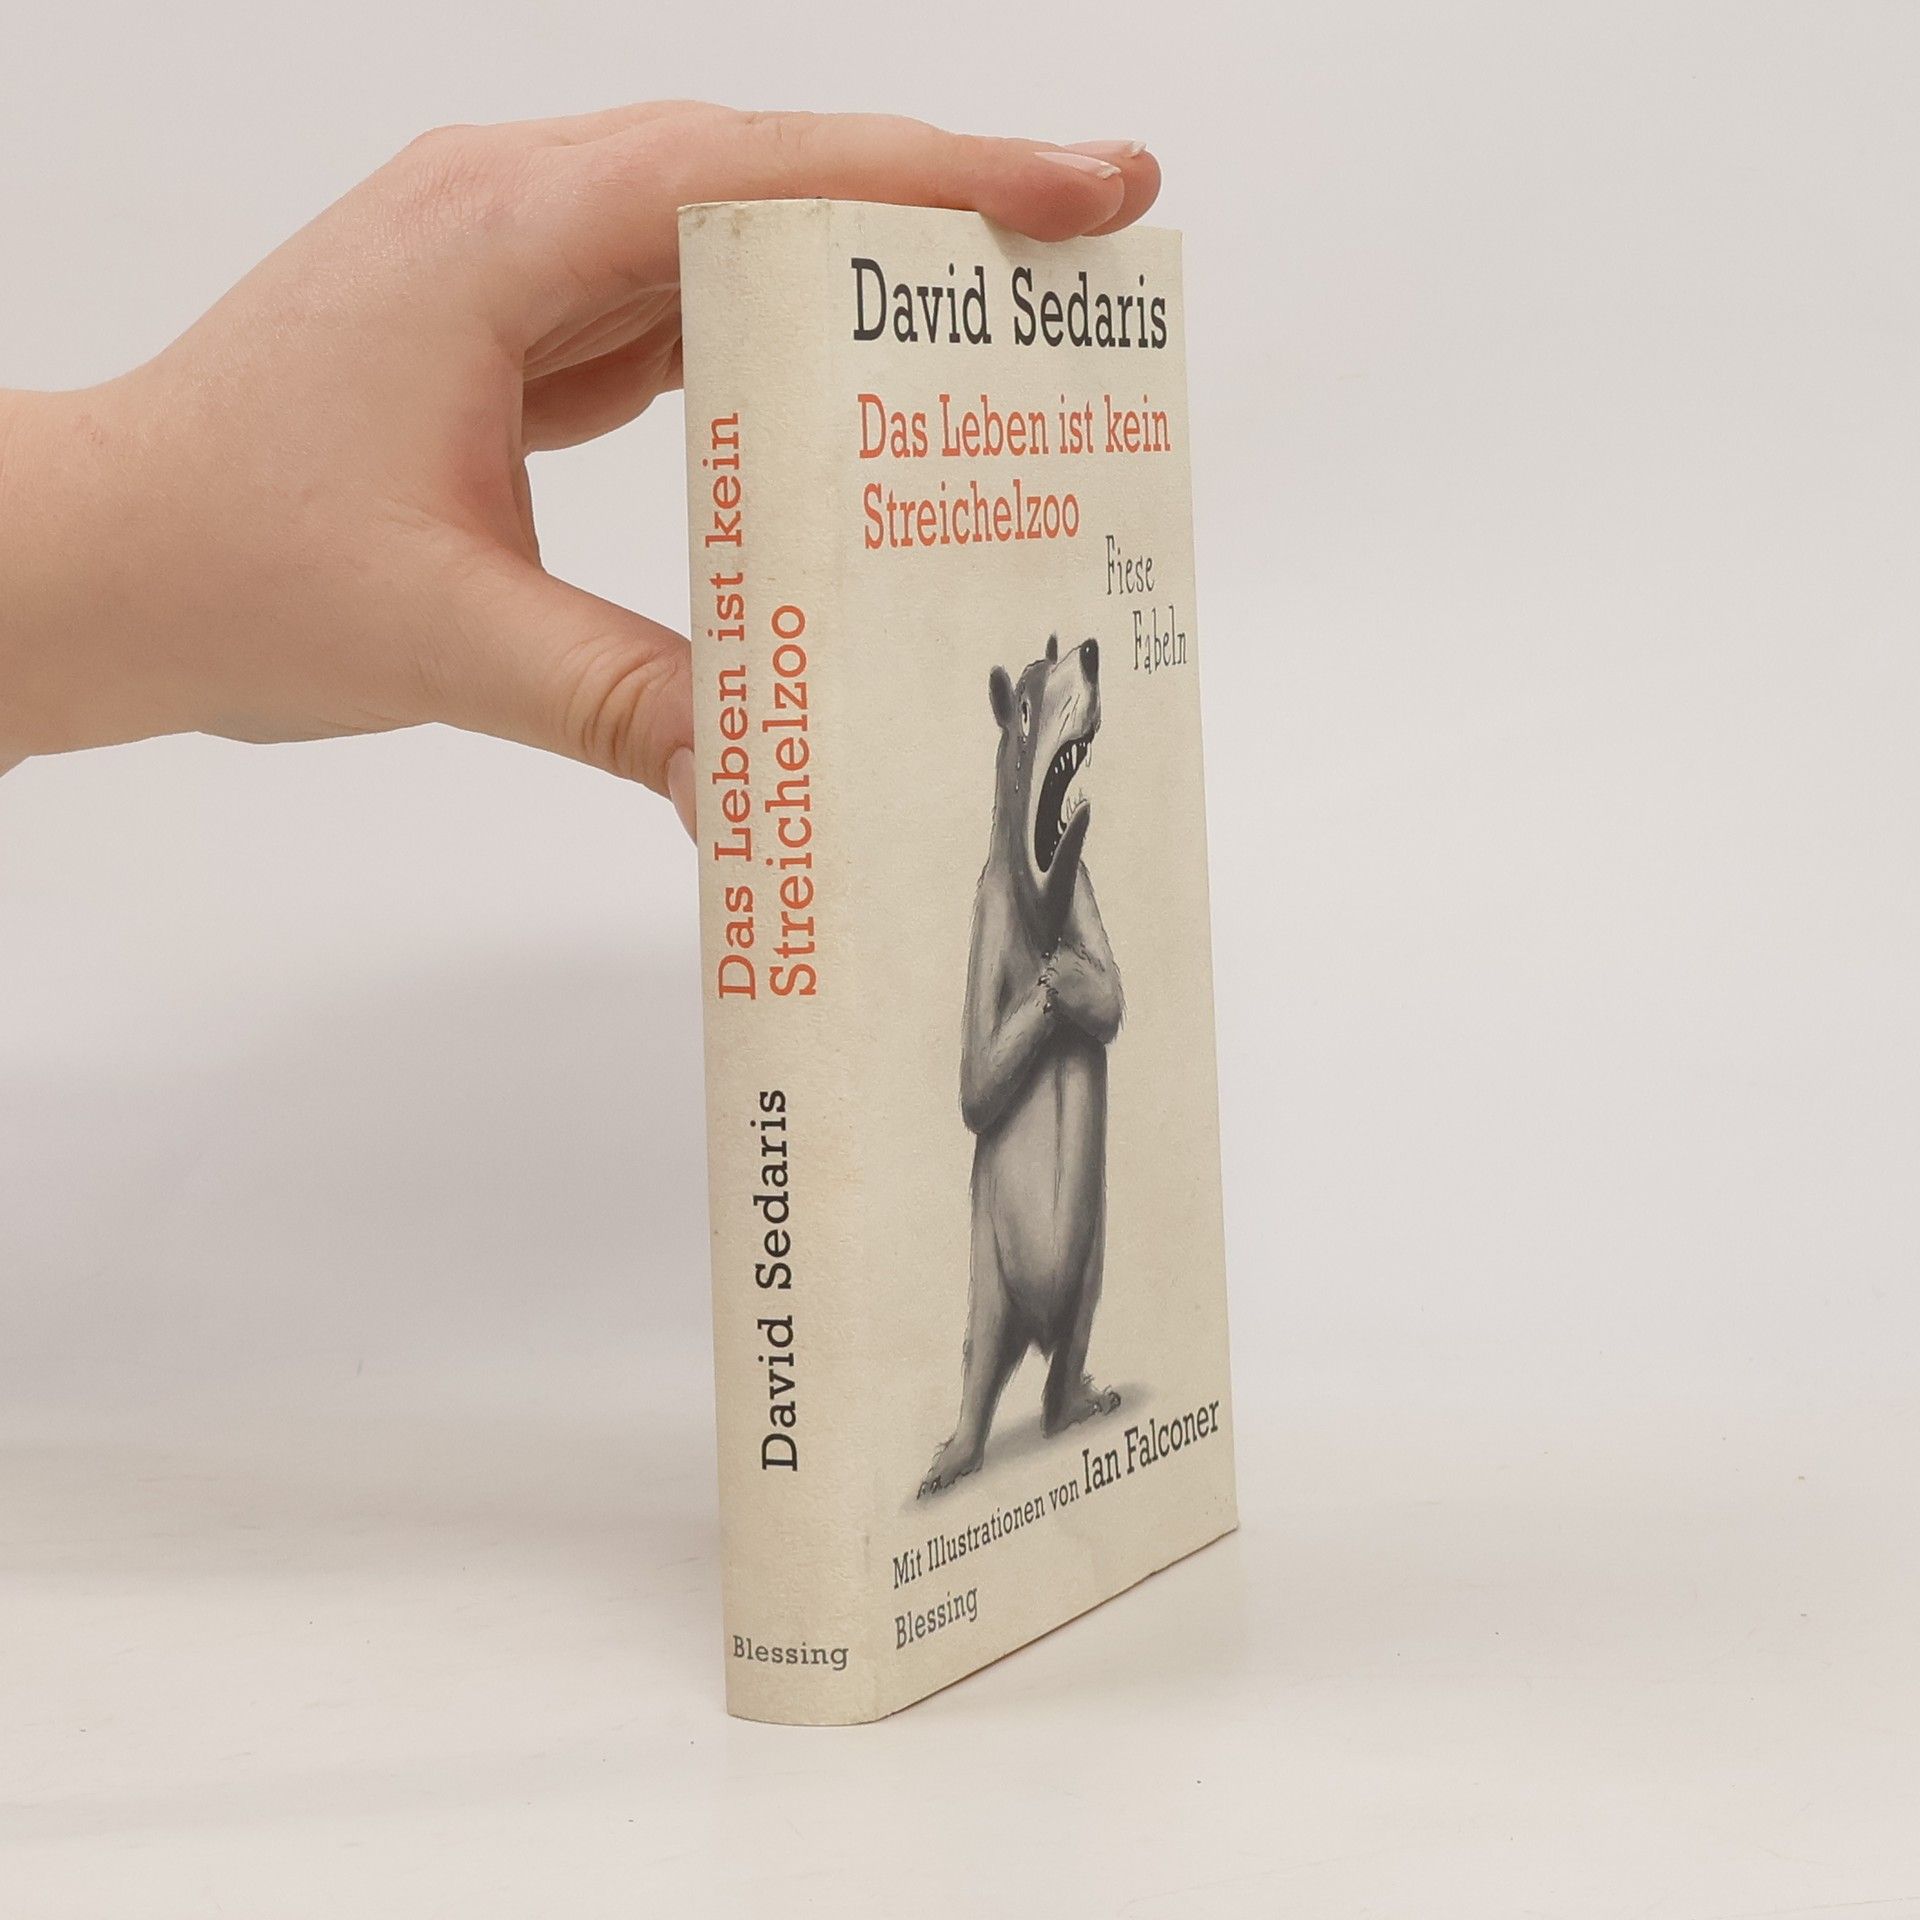 Das Leben ist kein
Streichelzoo
David Sedaris
Blessing
David Sedaris
Das Leben ist kein
Streichelzoo
Fiese
Fabeln
Mit Illustrationen von Ian Falconer
Blessing